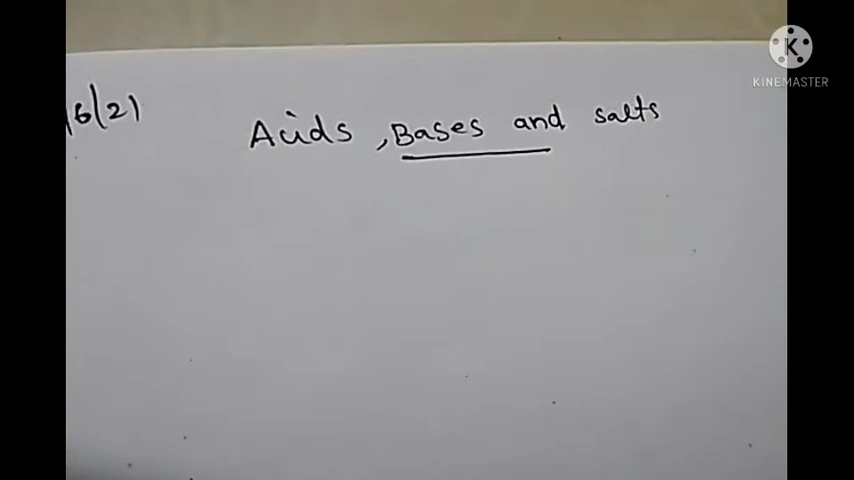 16(2)
Acids, Bases and salts
KINEMASTER